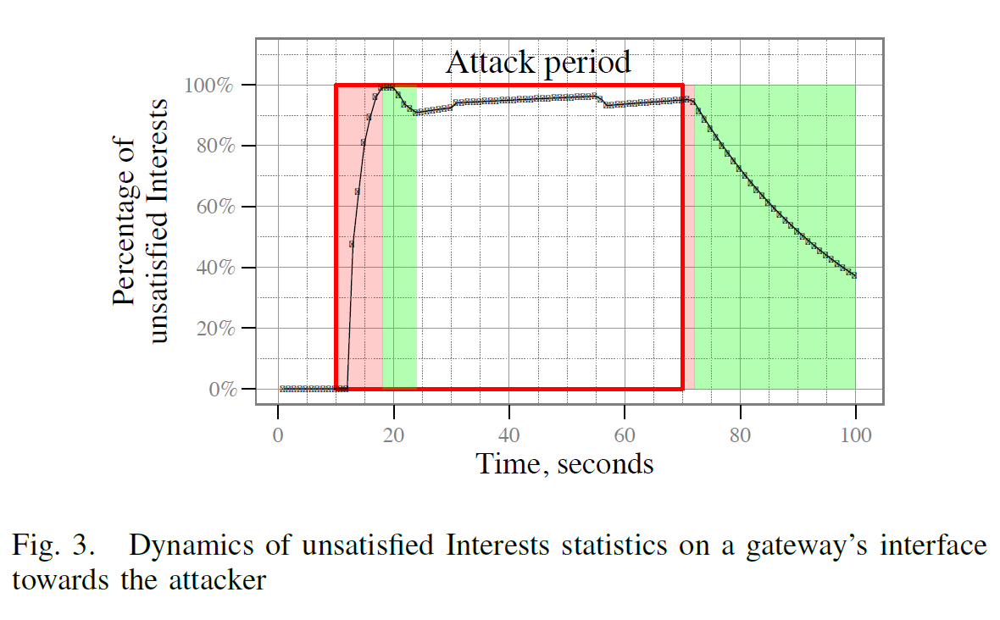 Attack period
100%
80%
60%
40%
20%
0%
Percentage of
unsatisfied Interests
0 20 40 60 80 100
Time, seconds
Fig. 3. Dynamics of unsatisfied Interests statistics on a gateway's interface
towards the attacker